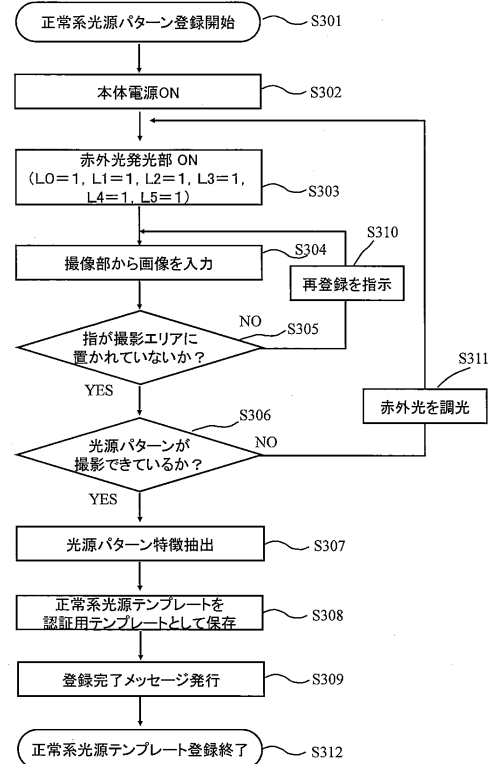 正常系光源パターン登録開始
S301
本体電源ON
S302
赤外光発光部 ON
(L0=1, L1=1, L2=1, L3=1,
L4=1, L5=1)
S303
撮像部から画像を入力
S304
S310
再登録を指示
指が撮影エリアに
置かれていないか?
S305
NO
YES
S311
赤外光を調光
光源パターンが
撮影できているか?
S306
NO
YES
光源パターン特徴抽出
S307
正常系光源テンプレートを
認証用テンプレートとして保存
S308
登録完了メッセージ発行
S309
正常系光源テンプレート登録終了
S312